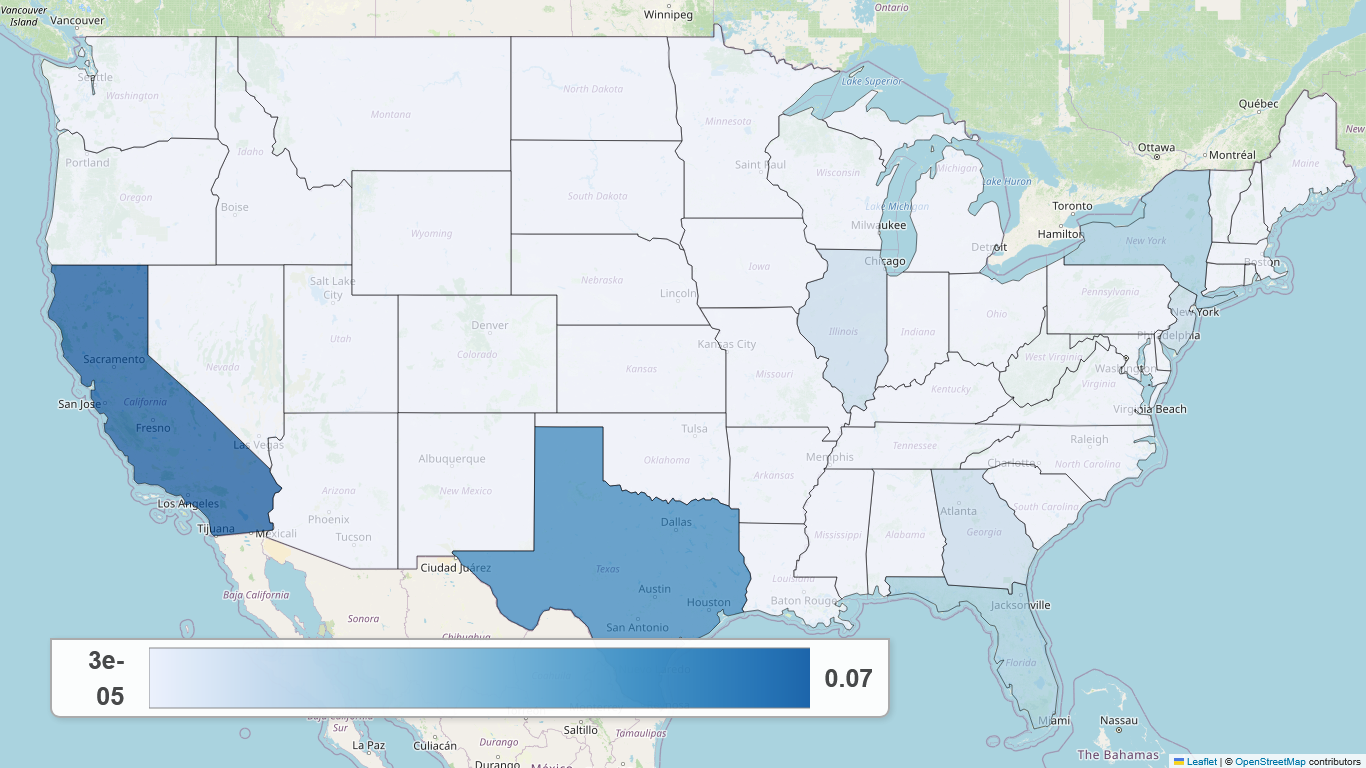 Vancouver
Island
Vancouver
Winnipeg
Ontario
Seattle
Washington
Montana
North Dakota
Lake Superior
Minnesota
Québec
New
Ottawa
Montréal
Portland
Idaho
Saint Paul
Wisconsin
Michigan
Maine
Oregon
Boise
South Dakota
Lake Huron
Lake Michigan
Toronto
Wyoming
Milwaukee
Hamilton
Detroit
New York
Chicago
Boston
Iowa
Salt Lake
City
Nebraska
Lincoln
Pennsylvania
Denver
Utah
Colorado
Illinois
Indiana
Ohio
New York
Philadelphia
Sacramento
Nevada
Kansas City
Kansas
Missouri
West Virginia
Washington
Virginia
San Jose
California
Fresno
Kentucky
Virginia Beach
Las Vegas
Tulsa
Raleigh
Albuquerque
Oklahoma
Memphis
Tennessee
Charlotte
North Carolina
Los Angeles
Arizona
New Mexico
Arkansas
Phoenix
Tucson
Dallas
Atlanta
Georgia
South Carolina
Tijuana
Mexicali
Mississippi
Alabama
Ciudad Juárez
Texas
Louisiana
Baja California
Austin
Houston
Baton Rouge
Jacksonville
Sonora
San Antonio
Chihuahua
3e-
05
0.07
Florida
Baja California
Sur
Miami
Nassau
Saltillo
Tamaulipas
La Paz
Culiacán
Durango
The Bahamas
Durango
México
Leaflet | © OpenStreetMap contributors